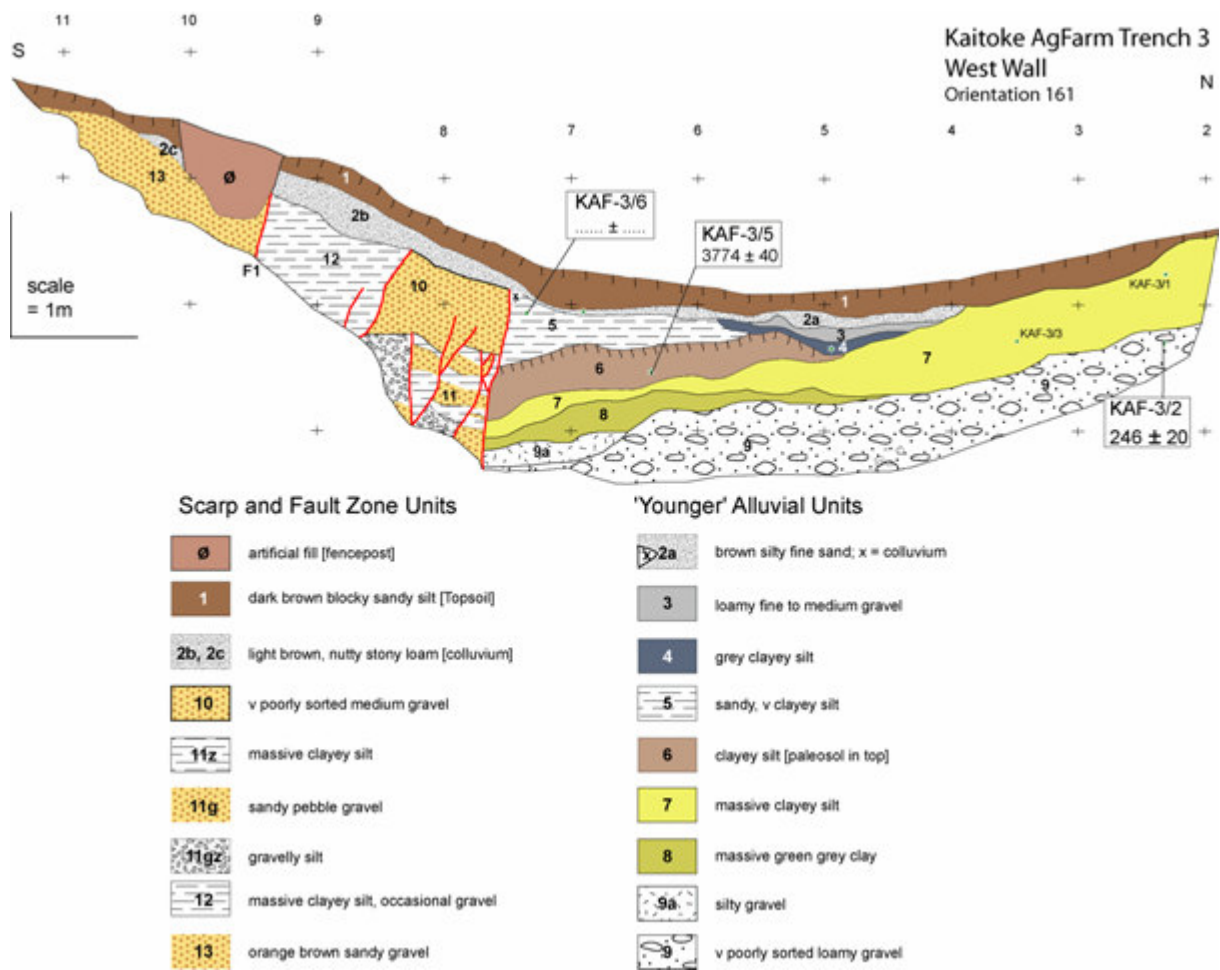 11 10 9
Kaitoke AgFarm Trench 3
West Wall
Orientation 161
S
N
8 7 6 5 4 3 2
2c
13
Ø
1
2b
KAF-3/6
...... ± .....
KAF-3/5
3774 ± 40
12
F1
10
x
5
1
2a
3
4
KAF-3/1
KAF-3/3
scale
= 1m
6
7
7
8
9
11
9a
9
KAF-3/2
246 ± 20
Scarp and Fault Zone Units
Ø artificial fill [fencepost]
1 dark brown blocky sandy silt [Topsoil]
2b, 2c light brown, nutty stony loam [colluvium]
10 v poorly sorted medium gravel
11z massive clayey silt
11g sandy pebble gravel
11gz gravelly silt
12 massive clayey silt, occasional gravel
13 orange brown sandy gravel
'Younger' Alluvial Units
x 2a brown silty fine sand; x = colluvium
3 loamy fine to medium gravel
4 grey clayey silt
5 sandy, v clayey silt
6 clayey silt [paleosol in top]
7 massive clayey silt
8 massive green grey clay
9a silty gravel
9 v poorly sorted loamy gravel